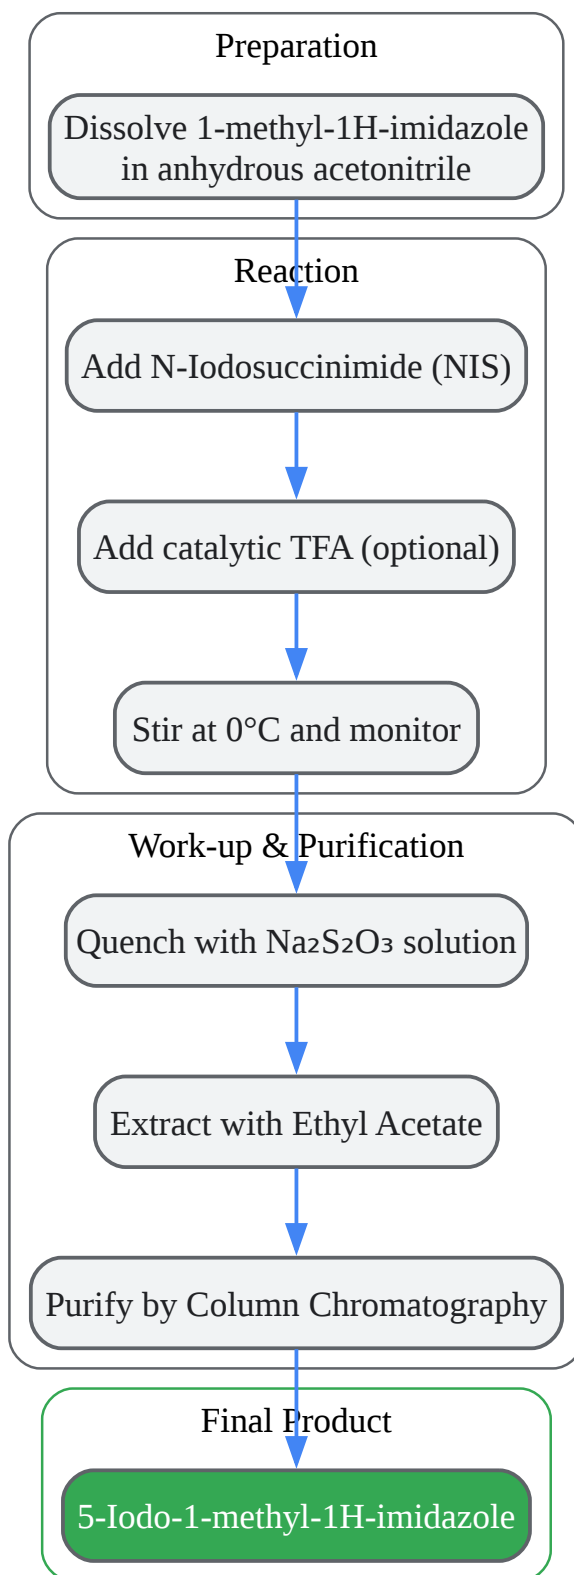 Preparation
Dissolve 1-methyl-1H-imidazole
in anhydrous acetonitrile
Reaction
Add N-Iodosuccinimide (NIS)
Add catalytic TFA (optional)
Stir at 0°C and monitor
Work-up & Purification
Quench with Na₂S₂O₃ solution
Extract with Ethyl Acetate
Purify by Column Chromatography
Final Product
5-Iodo-1-methyl-1H-imidazole